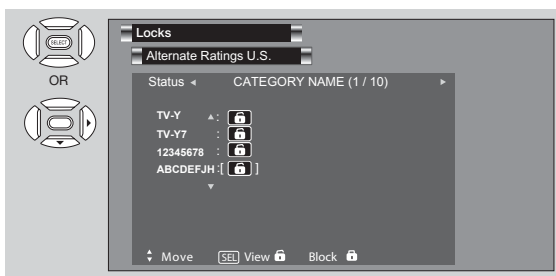 SELECT
OR
Locks
Alternate Ratings U.S.
Status CATEGORY NAME (1 / 10)
TV-Y :
TV-Y7 :
12345678 :
ABCDEFJH :[ ]
Move SEL View Block